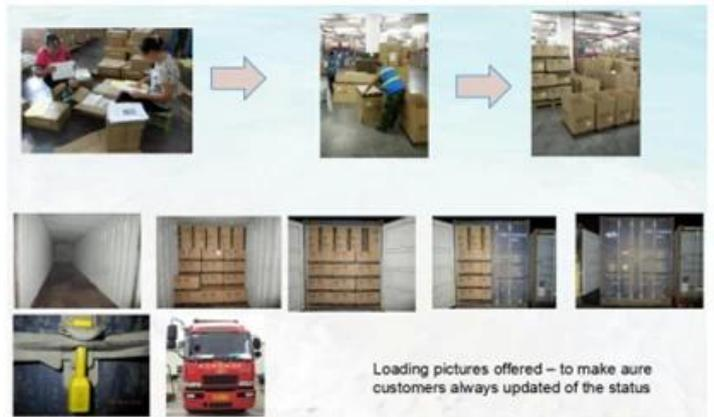 Loading pictures offered – to make aure
customers always updated of the status